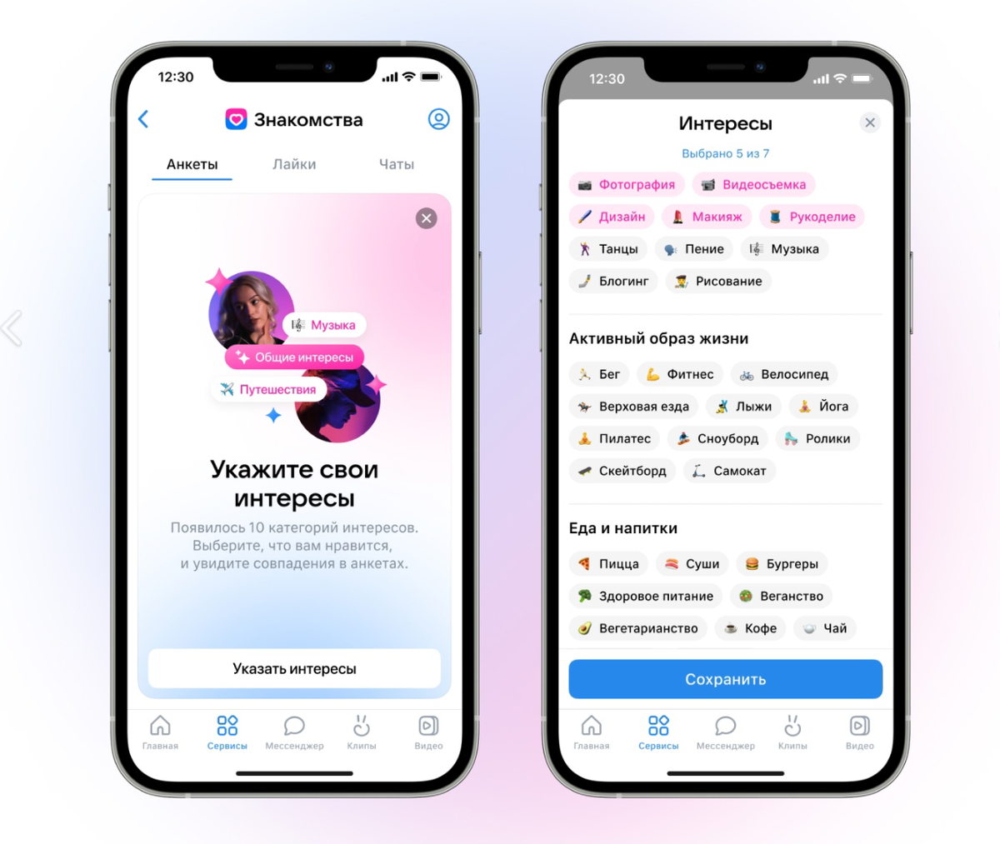 12:30
Знакомства
Анкеты Лайки Чаты
Музыка
Общие интересы
Путешествия
Укажите свои
интересы
Появилось 10 категорий интересов.
Выберите, что вам нравится,
и увидите совпадения в анкетах.
Указать интересы
Главная Сервисы Мессенджер Клипы Видео
12:30
Интересы
Выбрано 5 из 7
Фотография Видеосъемка
Дизайн Макияж Рукоделие
Танцы Пение Музыка
Блогинг Рисование
Активный образ жизни
Бег Фитнес Велосипед
Верховая езда Лыжи Йога
Пилатес Сноуборд Ролики
Скейтборд Самокат
Еда и напитки
Пицца Суши Бургеры
Здоровое питание Веганство
Вегетарианство Кофе Чай
Сохранить
Главная Сервисы Мессенджер Клипы Видео